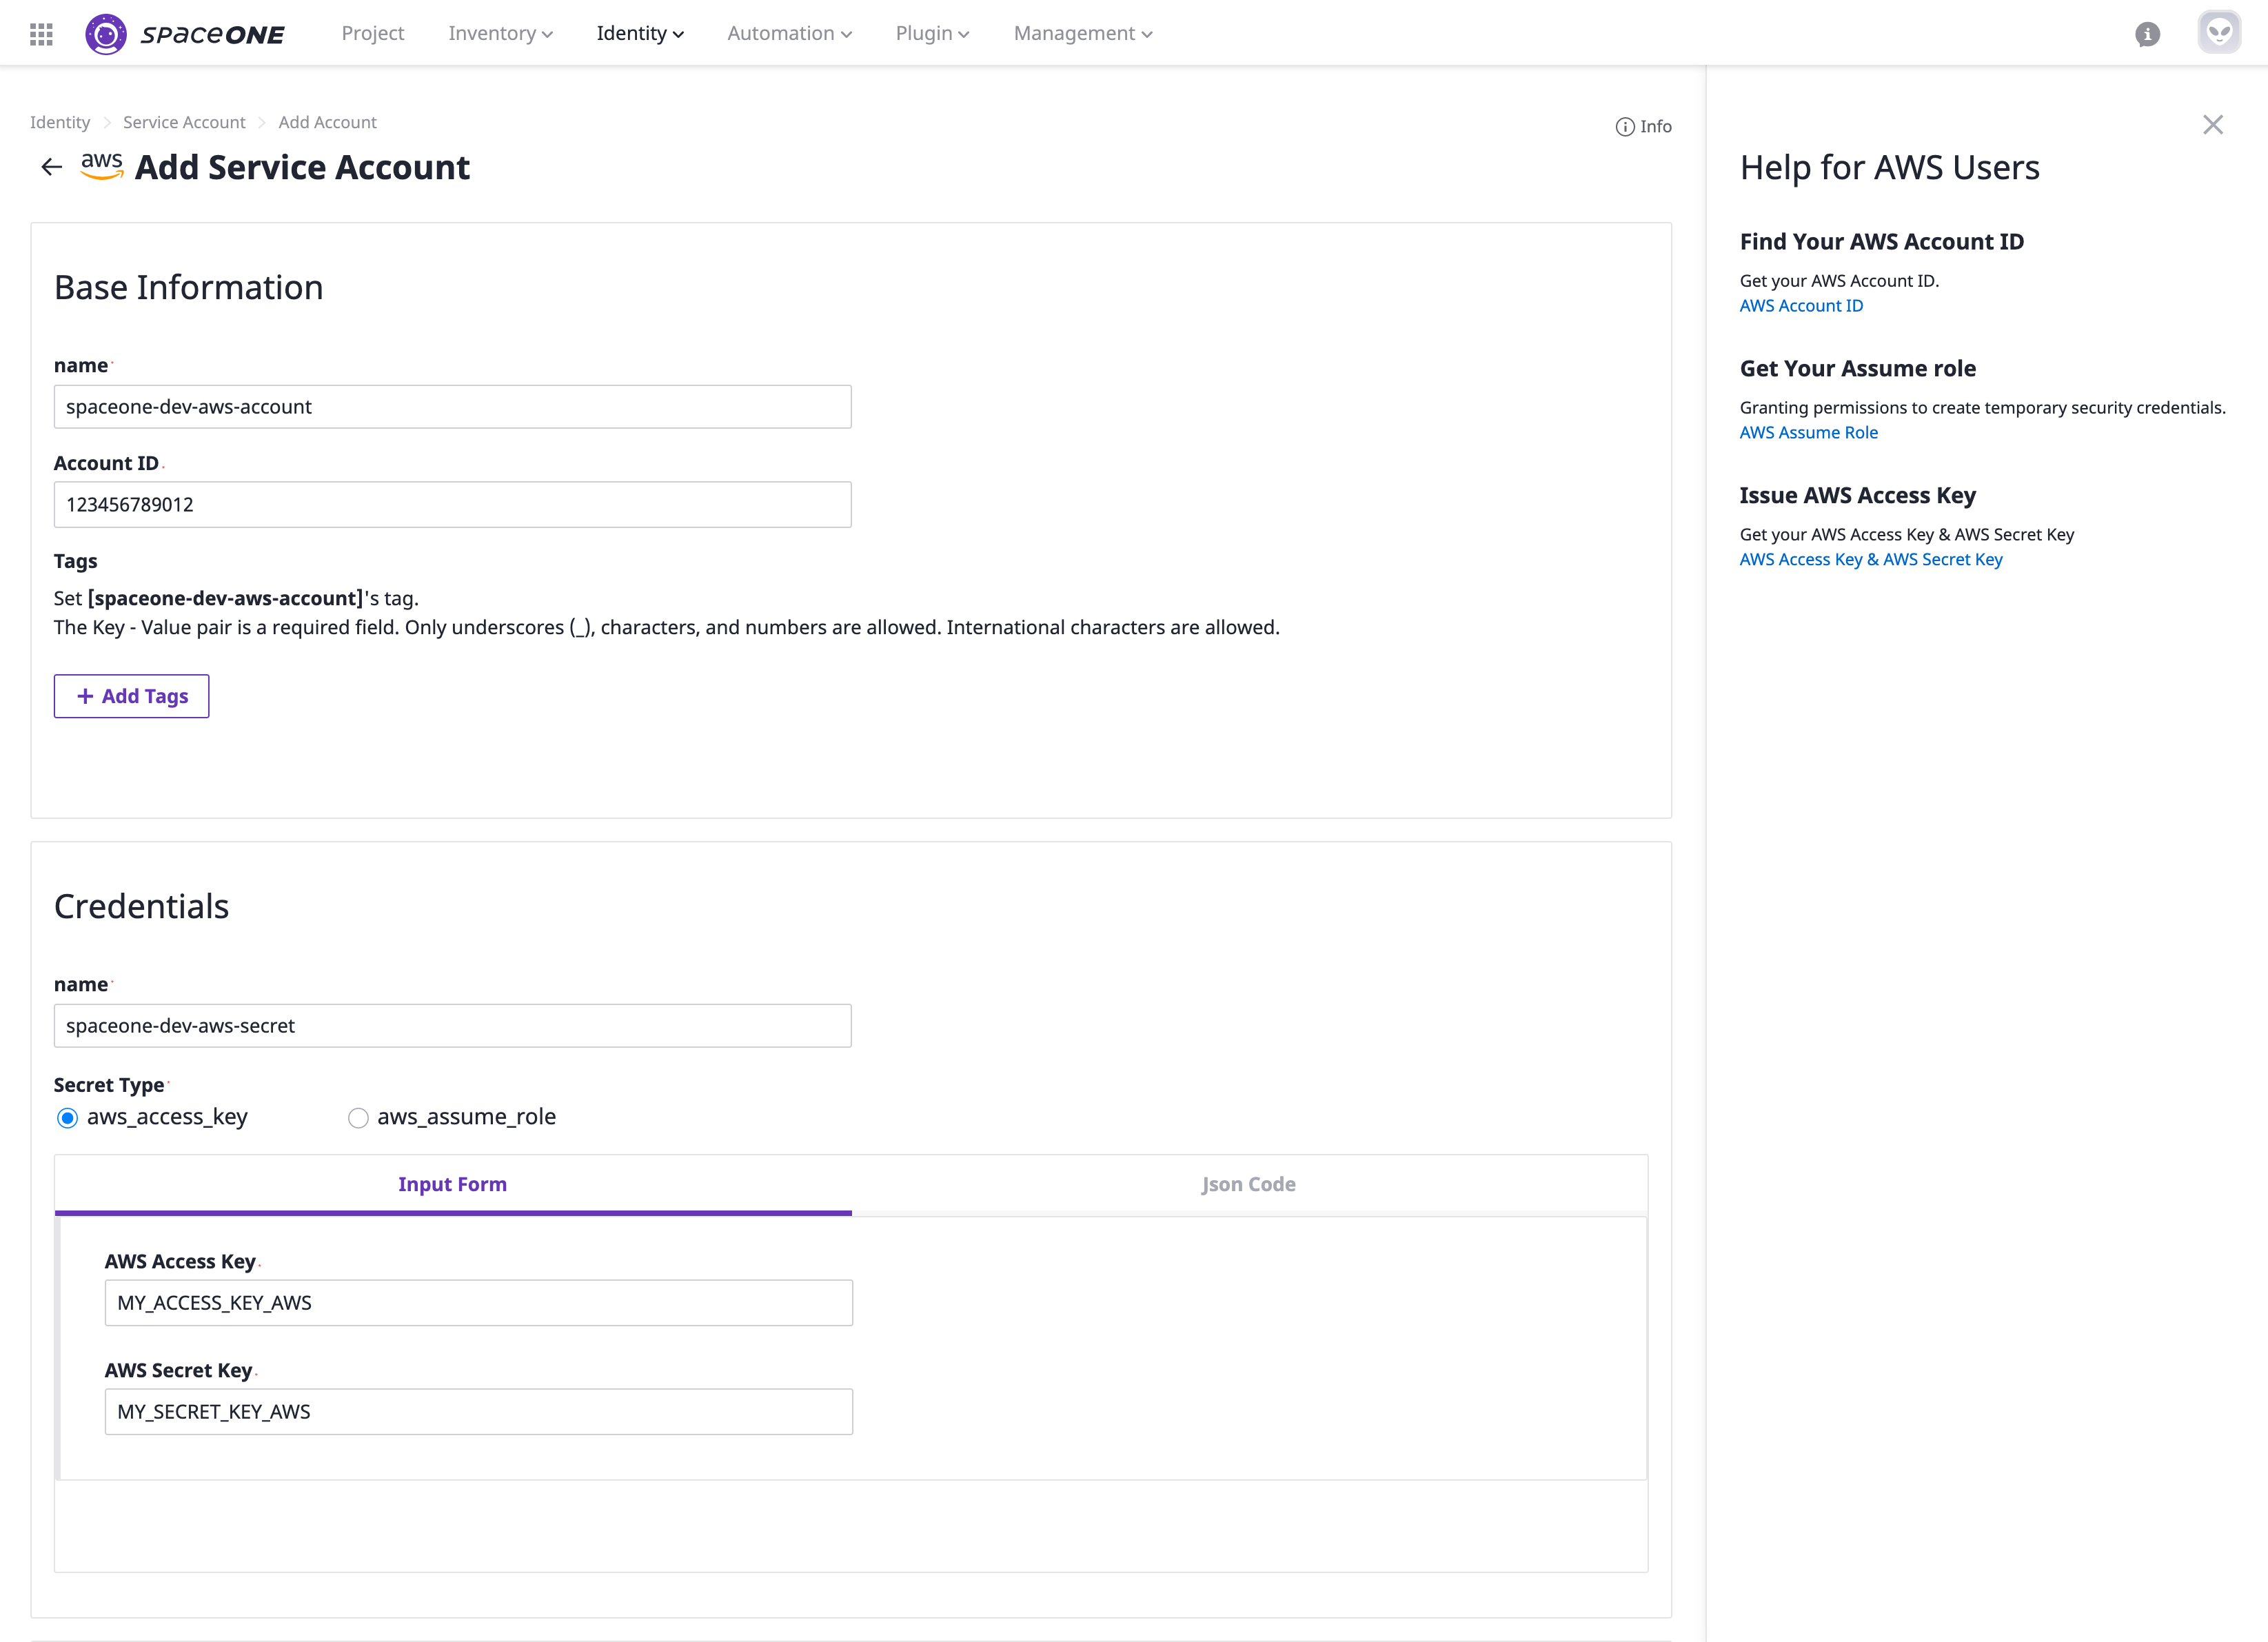 spaceONE
Project Inventory Identity Automation Plugin Management
Identity Service Account Add Account
Info
aws Add Service Account
Base Information
name
spaceone-dev-aws-account
Account ID
123456789012
Tags
Set [spaceone-dev-aws-account]'s tag.
The Key - Value pair is a required field. Only underscores (_), characters, and numbers are allowed. International characters are allowed.
+ Add Tags
Credentials
name
spaceone-dev-aws-secret
Secret Type
aws_access_key aws_assume_role
Input Form Json Code
AWS Access Key
MY_ACCESS_KEY_AWS
AWS Secret Key
MY_SECRET_KEY_AWS
Help for AWS Users
Find Your AWS Account ID
Get your AWS Account ID.
AWS Account ID
Get Your Assume role
Granting permissions to create temporary security credentials.
AWS Assume Role
Issue AWS Access Key
Get your AWS Access Key & AWS Secret Key
AWS Access Key & AWS Secret Key